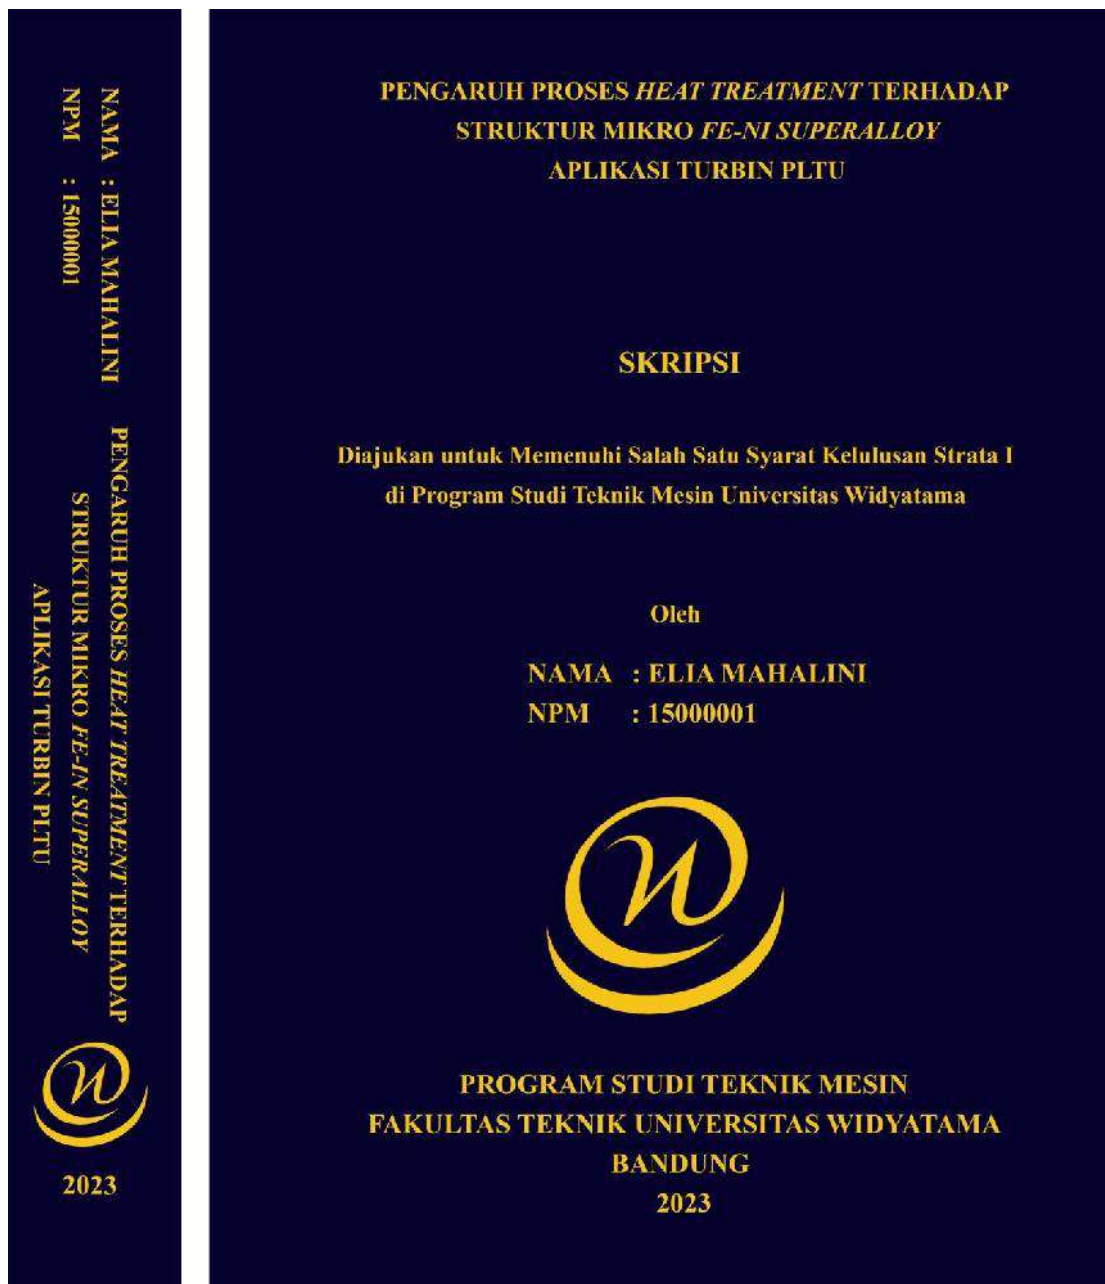 NAMA : ELIA MAHALINI
NPM : 15000001
PENGARUH PROSES HEAT TREATMENT TERHADAP
STRUKTUR MIKRO FE-IN SUPERALLOY
APLIKASI TURBIN PLTU
2023
PENGARUH PROSES HEAT TREATMENT TERHADAP
STRUKTUR MIKRO FE-NI SUPERALLOY
APLIKASI TURBIN PLTU
SKRIPSI
Diajukan untuk Memenuhi Salah Satu Syarat Kelulusan Strata I
di Program Studi Teknik Mesin Universitas Widyatama
Oleh
NAMA : ELIA MAHALINI
NPM : 15000001
PROGRAM STUDI TEKNIK MESIN
FAKULTAS TEKNIK UNIVERSITAS WIDYATAMA
BANDUNG
2023